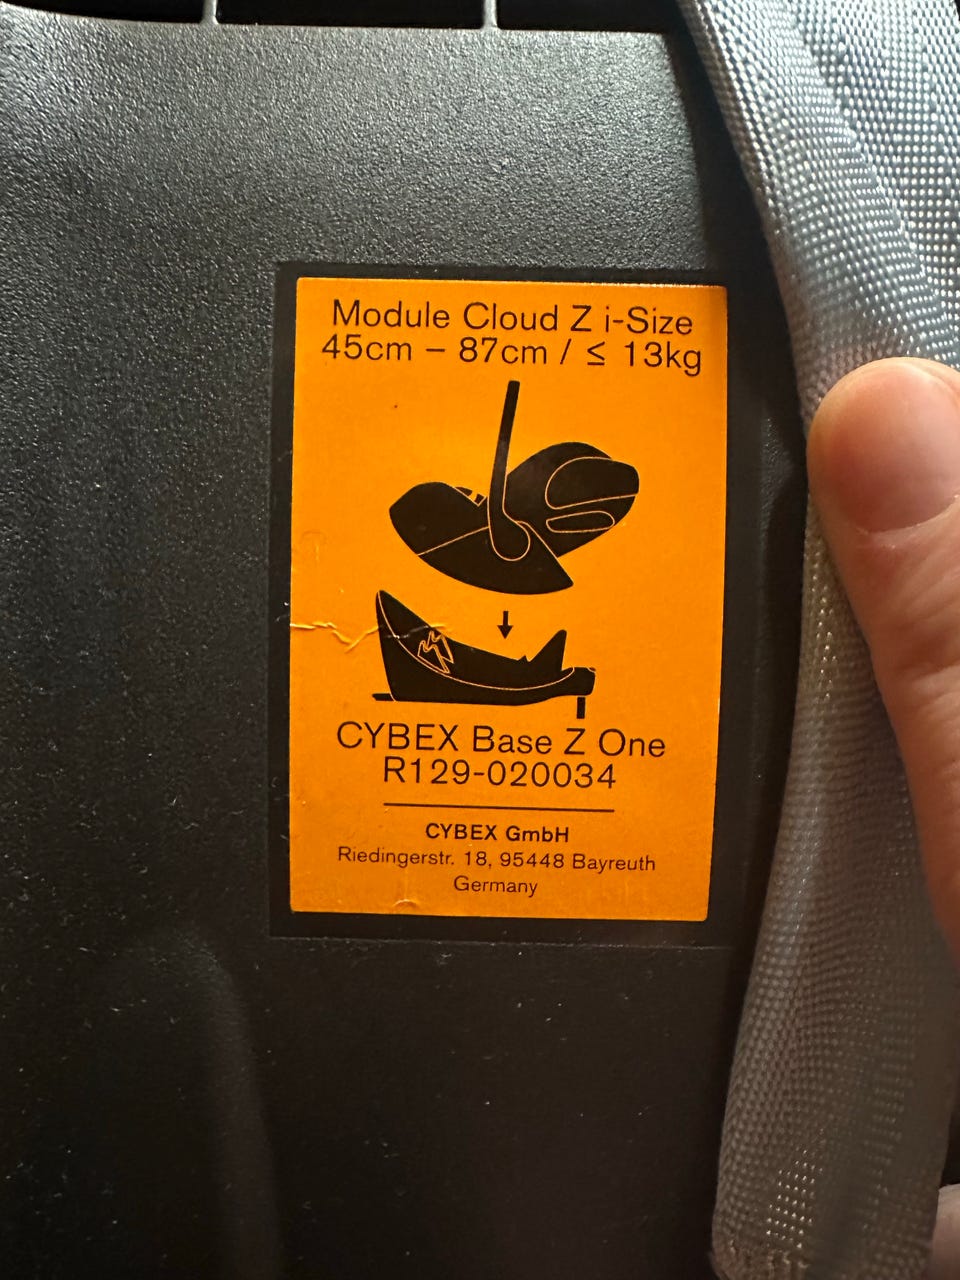 Module Cloud Z i-Size
45cm – 87cm / ≤ 13kg
CYBEX Base Z One
R129-020034
CYBEX GmbH
Riedingerstr. 18, 95448 Bayreuth
Germany